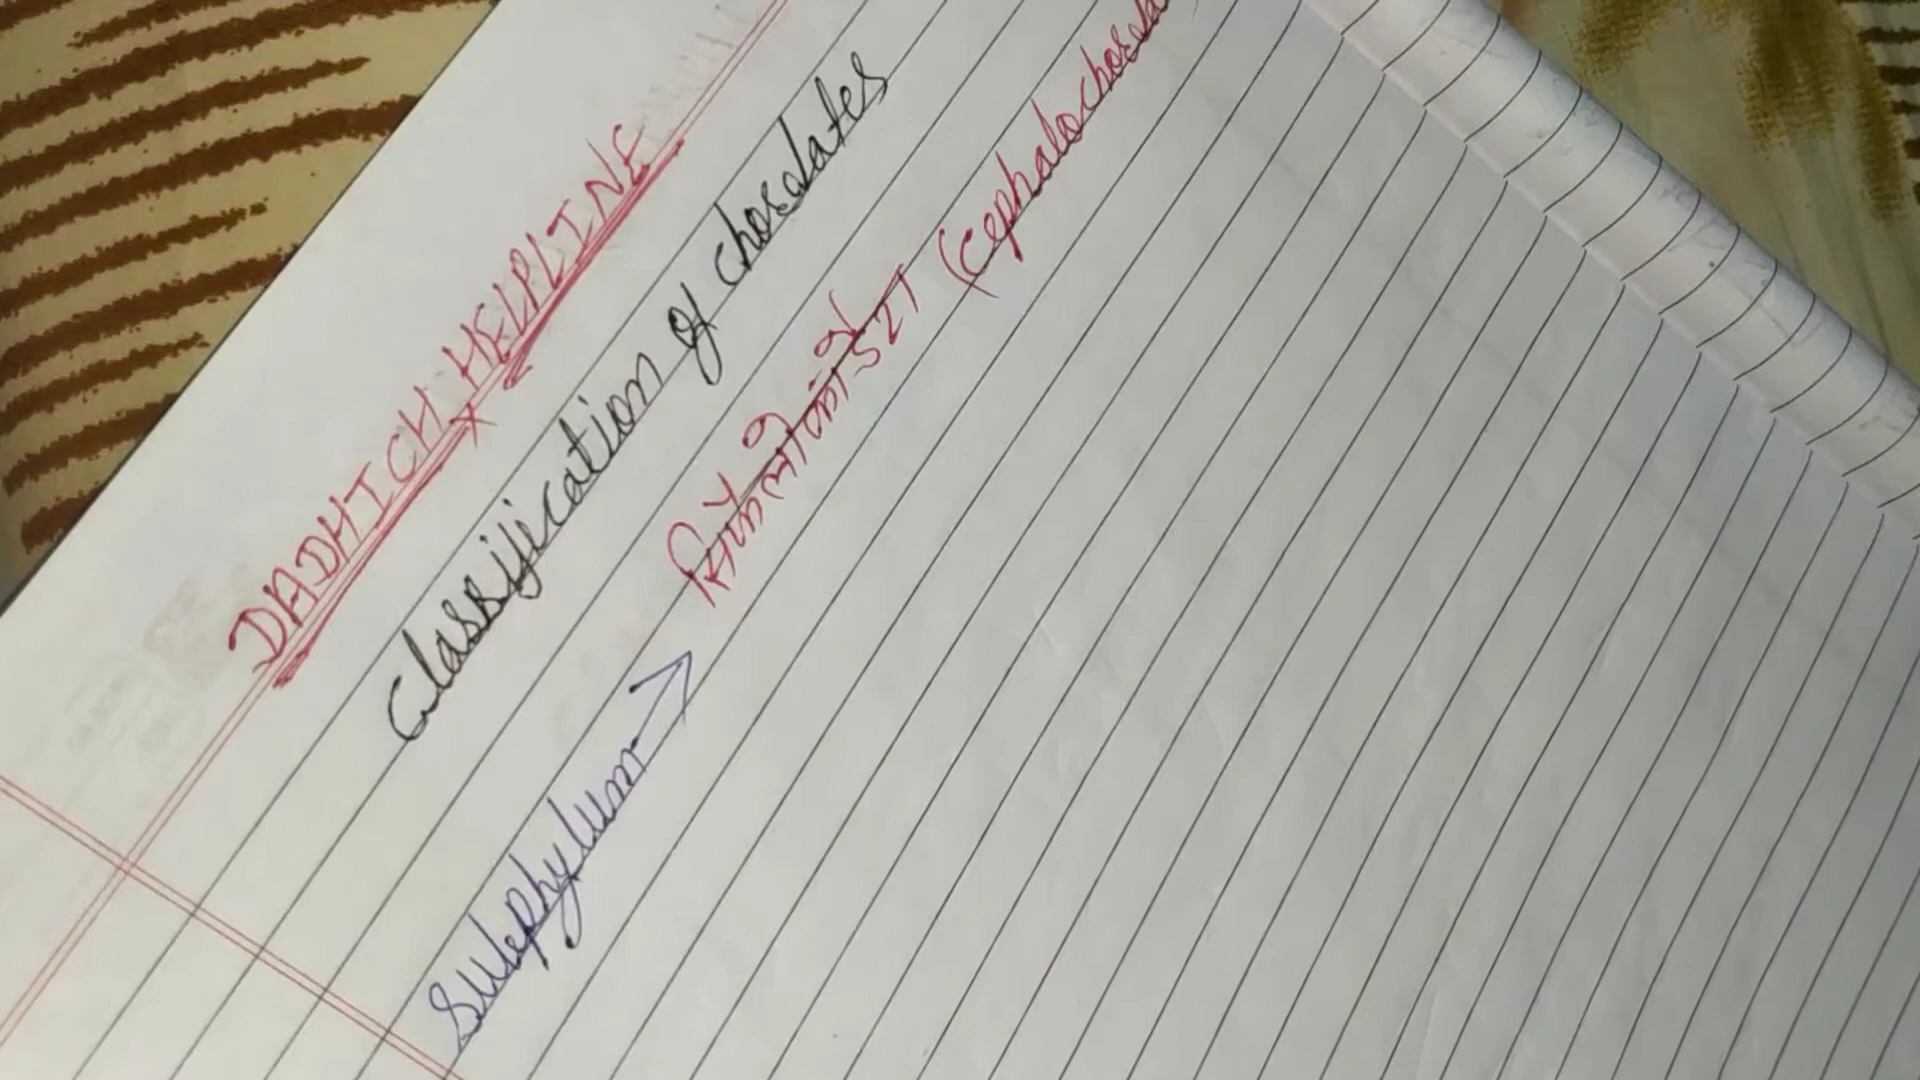 DADHICH HELPLINE
Classification of chordates
Subphylum → सिफेलोकॉर्डेटा (cephalochorda